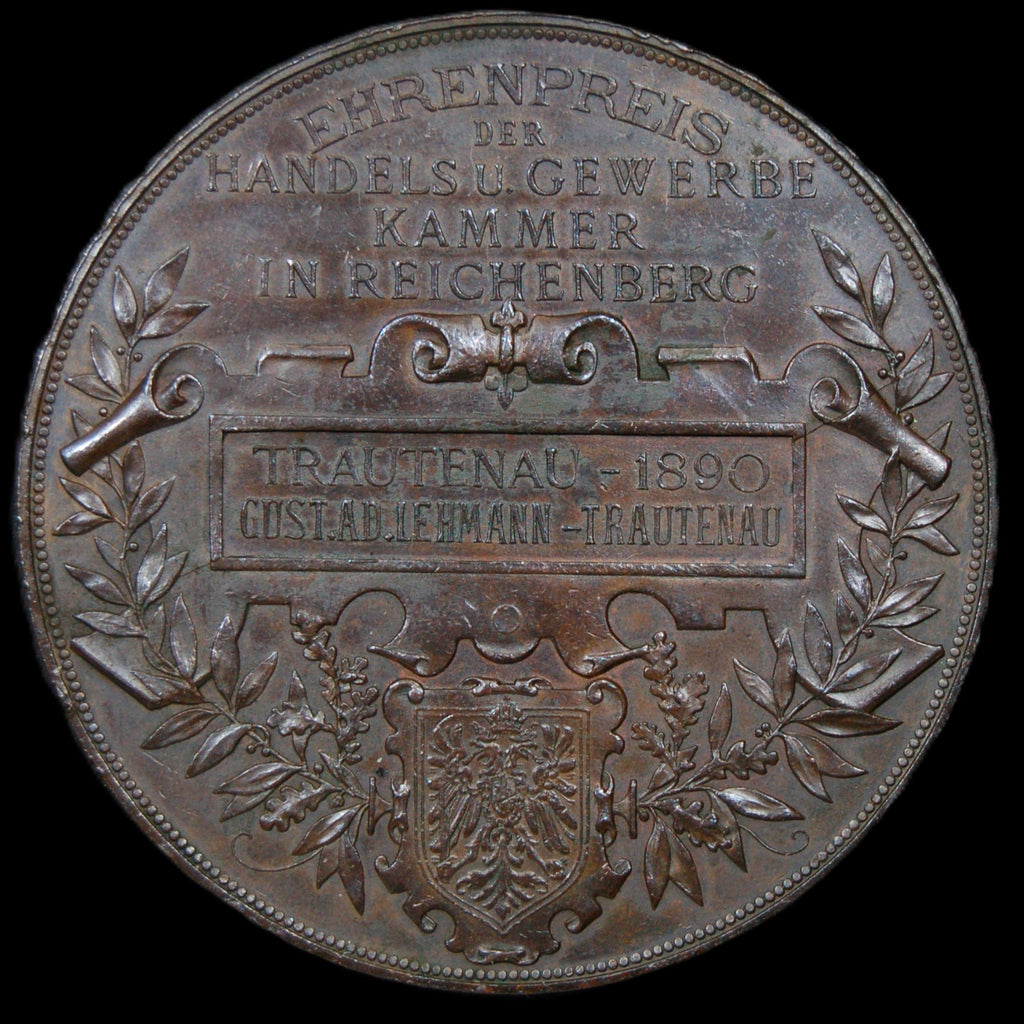 EHRENPREIS
DER
HANDELS U. GEWERBE
KAMMER
IN REICHENBERG
TRAUTENAU - 1890
GUST.AD.LEHMANN-TRAUTENAU